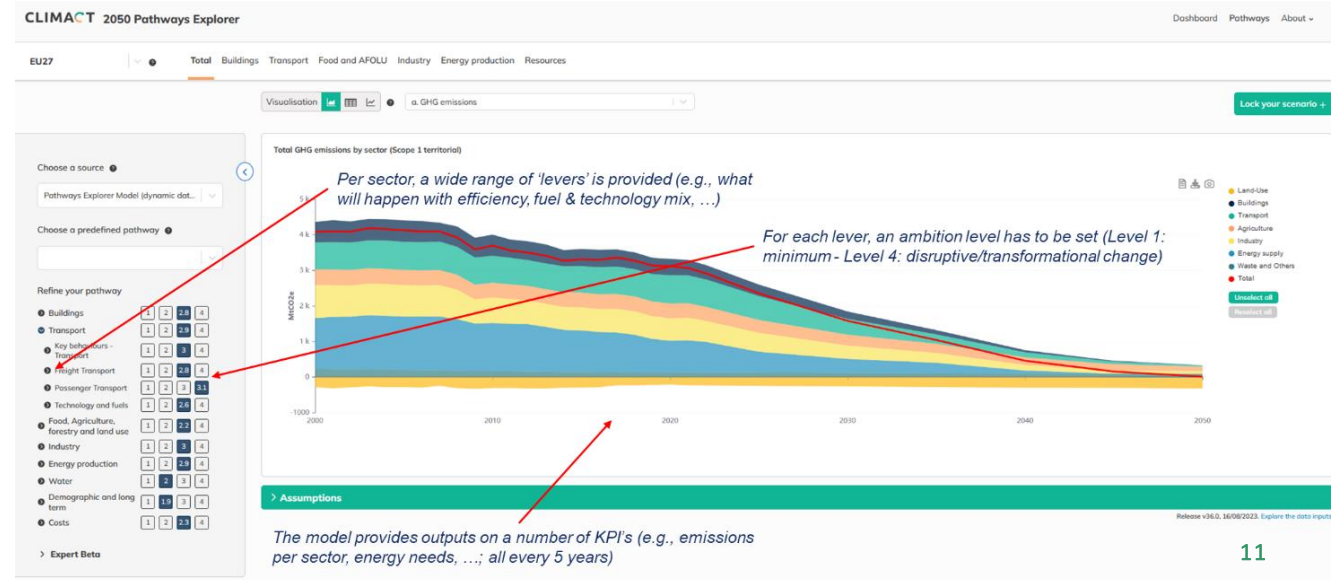 CLIMACT 2050 Pathways Explorer
Dashboard Pathways About
EU27
Total Buildings Transport Food and AFOLU Industry Energy production Resources
Visualisation
a. GHG emissions
Lock your scenario +
Choose a source
Pathways Explorer Model (dynamic dat...
Choose a predefined pathway
Refine your pathway
Buildings 1 2 2.8 4
Transport 1 2 2.9 4
Key behaviours -
Transport
1 2 3 4
Freight Transport 1 2 2.8 4
Passenger Transport 1 2 3 3.1
Technology and fuels 1 2 2.6 4
Food, Agriculture,
forestry and land use
1 2 2.2 4
Industry 1 2 3 4
Energy production 1 2 2.9 4
Water 1 2 3 4
Demographic and long
term
1 1.9 3 4
Costs 1 2 2.3 4
> Expert Beta
Total GHG emissions by sector (Scope 1 territorial)
Per sector, a wide range of ‘levers’ is provided (e.g., what
will happen with efficiency, fuel & technology mix, …)
For each lever, an ambition level has to be set (Level 1:
minimum - Level 4: disruptive/transformational change)
MtCO2e
5 k
4 k
3 k
2 k
1 k
0
-1000
2000 2010 2020 2030 2040 2050
Land-Use
Buildings
Transport
Agriculture
Industry
Energy supply
Waste and Others
Total
Unselect all
Reselect all
> Assumptions
Release v36.0, 16/08/2023. Explore the data inputs
The model provides outputs on a number of KPI’s (e.g., emissions
per sector, energy needs, …; all every 5 years)
11